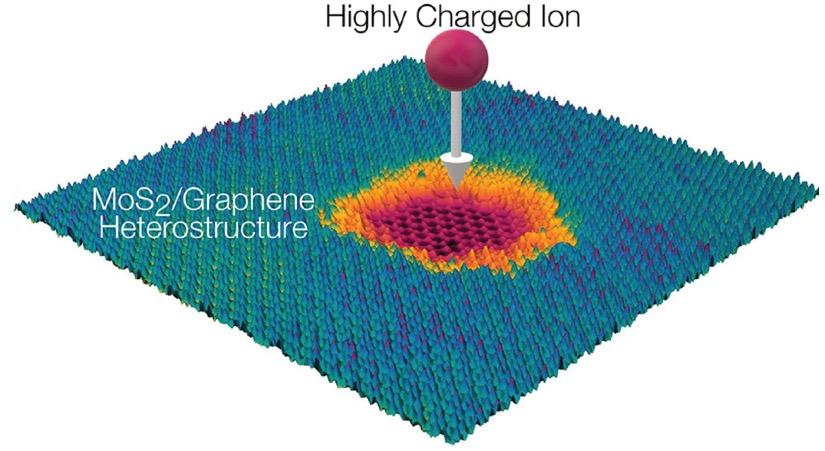 Highly Charged Ion
MoS2/Graphene
Heterostructure